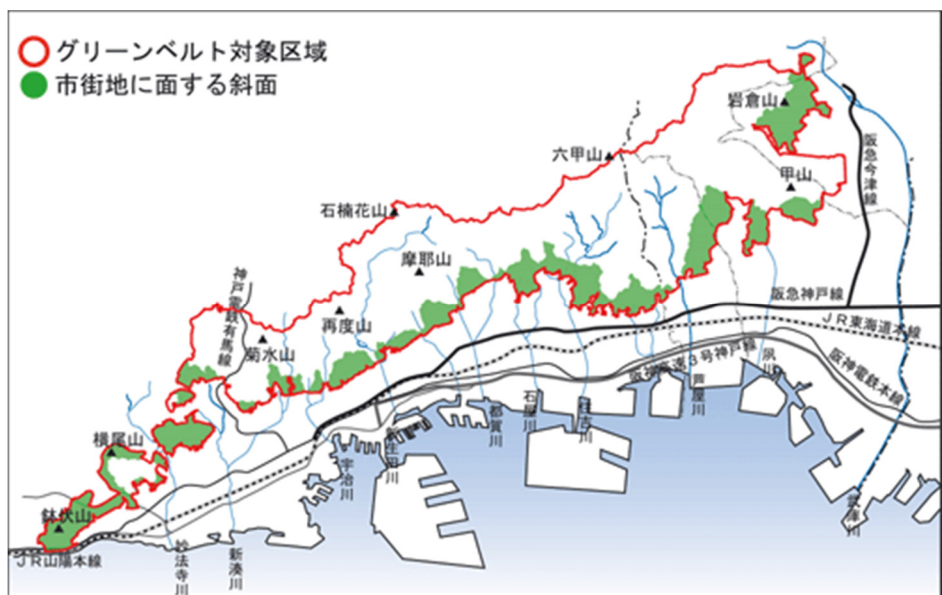 グリーンベルト対象区域
市街地に面する斜面
岩倉山
六甲山
甲山
阪急今津線
石楠花山
摩耶山
神戸電鉄有馬線
再度山
菊水山
阪急神戸線
JR東海道本線
阪神高速3号神戸線
阪神電鉄本線
夙川
芦屋川
住吉川
石屋川
都賀川
新生田川
宇治川
横尾山
鉢伏山
武庫川
JR山陽本線
妙法寺川
新湊川